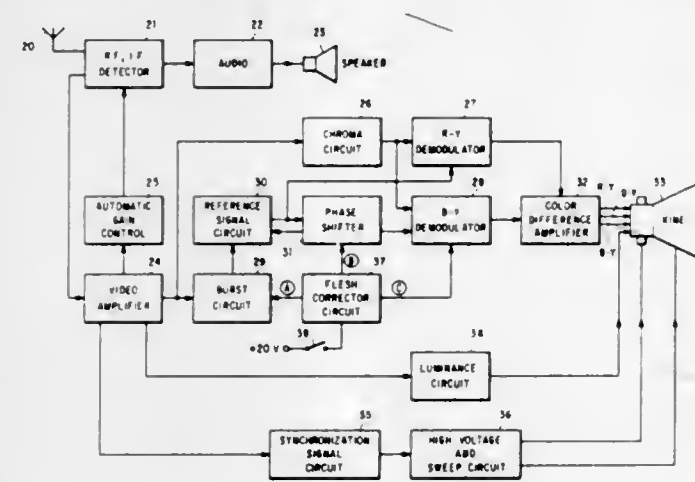 20
21
RF, IF
DETECTOR
22
AUDIO
23
SPEAKER
26
CHROMA
CIRCUIT
27
R-Y
DEMODULATOR
25
AUTOMATIC
GAIN
CONTROL
30
REFERENCE
SIGNAL
CIRCUIT
31
PHASE
SHIFTER
28
B-Y
DEMODULATOR
32
COLOR
DIFFERENCE
AMPLIFIER
R-Y
G-Y
B-Y
33
KINE
24
VIDEO
AMPLIFIER
29
BURST
CIRCUIT
A
B
37
FLESH
CORRECTOR
CIRCUIT
C
38
+20 V
34
LUMINANCE
CIRCUIT
35
SYNCHRONIZATION
SIGNAL
CIRCUIT
36
HIGH VOLTAGE
AND
SWEEP CIRCUIT